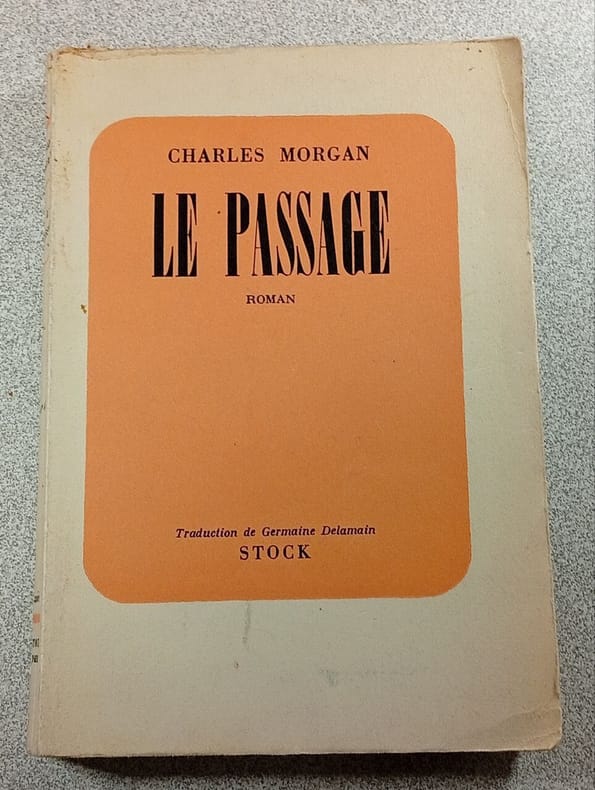 CHARLES MORGAN
LE PASSAGE
ROMAN
Traduction de Germaine Delamain
STOCK